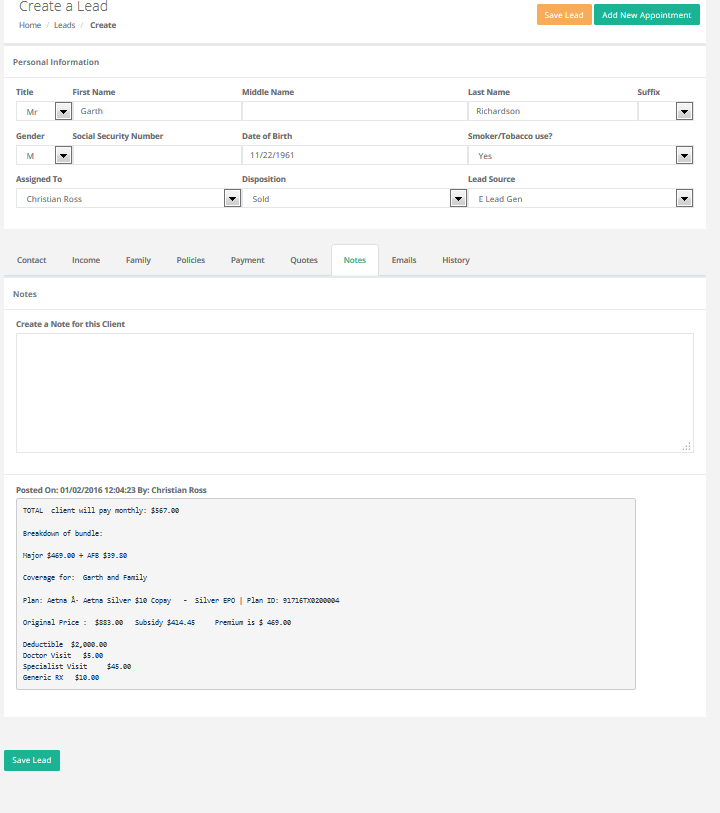 Create a Lead
Home / Leads / Create
Save Lead
Add New Appointment
Personal Information
Title First Name Middle Name Last Name Suffix
Mr Garth Richardson
Gender Social Security Number Date of Birth Smoker/Tobacco use?
M 11/22/1961 Yes
Assigned To Disposition Lead Source
Christian Ross Sold E Lead Gen
Contact Income Family Policies Payment Quotes Notes Emails History
Notes
Create a Note for this Client
Posted On: 01/02/2016 12:04:23 By: Christian Ross
TOTAL  client will pay monthly: $567.00
Breakdown of bundle:
Major $469.00 + AFB $39.80
Coverage for:  Garth and Family
Plan: Aetna Â· Aetna Silver $10 Copay   -  Silver EPO | Plan ID: 91716TX0200004
Original Price :  $883.00   Subsidy $414.45     Premium is $ 469.00
Deductible  $2,000.00
Doctor Visit   $5.00
Specialist Visit     $45.00
Generic RX   $10.00
Save Lead